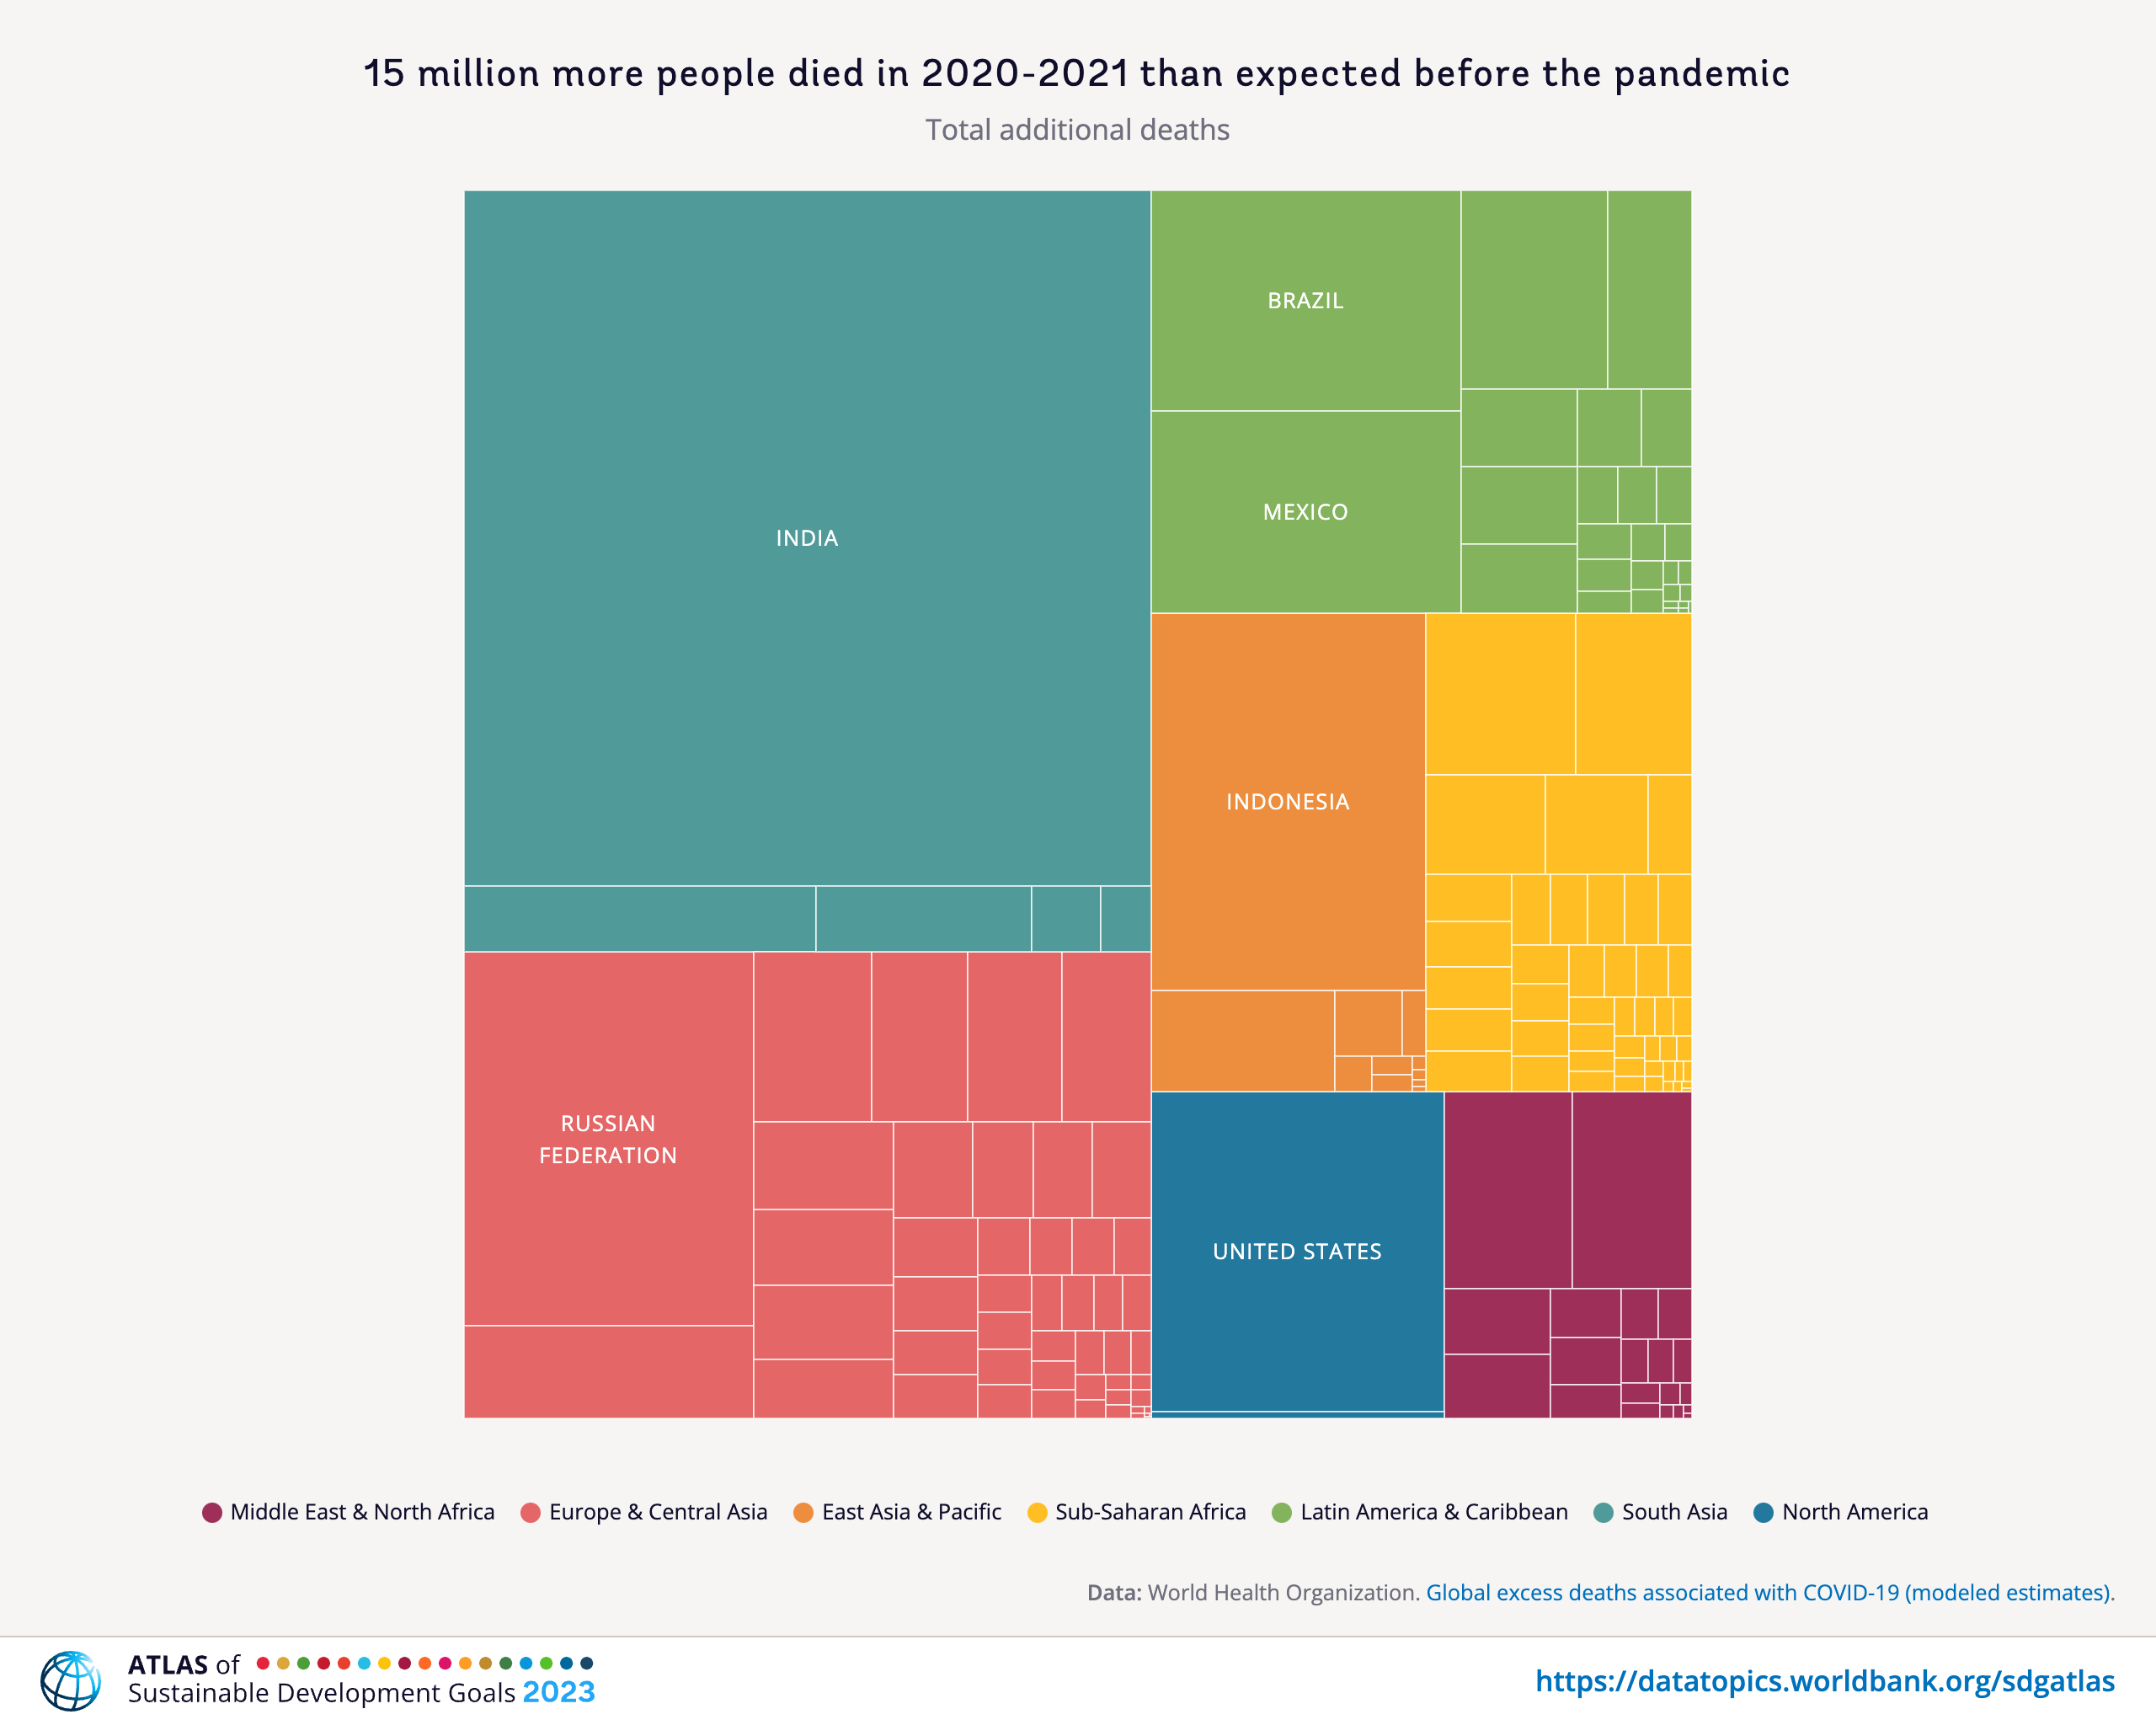 15 million more people died in 2020-2021 than expected before the pandemic
Total additional deaths
INDIA
BRAZIL
MEXICO
INDONESIA
RUSSIAN
FEDERATION
UNITED STATES
Middle East & North Africa
Europe & Central Asia
East Asia & Pacific
Sub-Saharan Africa
Latin America & Caribbean
South Asia
North America
Data: World Health Organization. Global excess deaths associated with COVID-19 (modeled estimates).
ATLAS of
Sustainable Development Goals 2023
https://datatopics.worldbank.org/sdgatlas